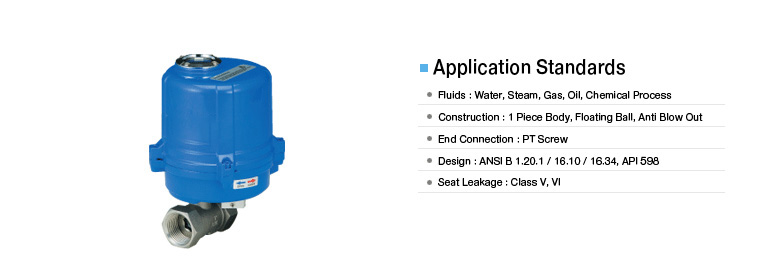 Application Standards
Fluids : Water, Steam, Gas, Oil, Chemical Process
Construction : 1 Piece Body, Floating Ball, Anti Blow Out
End Connection : PT Screw
Design : ANSI B 1.20.1 / 16.10 / 16.34, API 598
Seat Leakage : Class V, VI